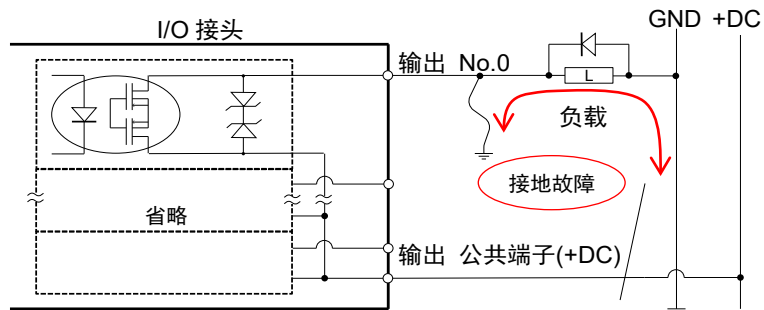 GND +DC
I/O 接头
输出 No.0
L
负载
接地故障
省略
输出 公共端子(+DC)